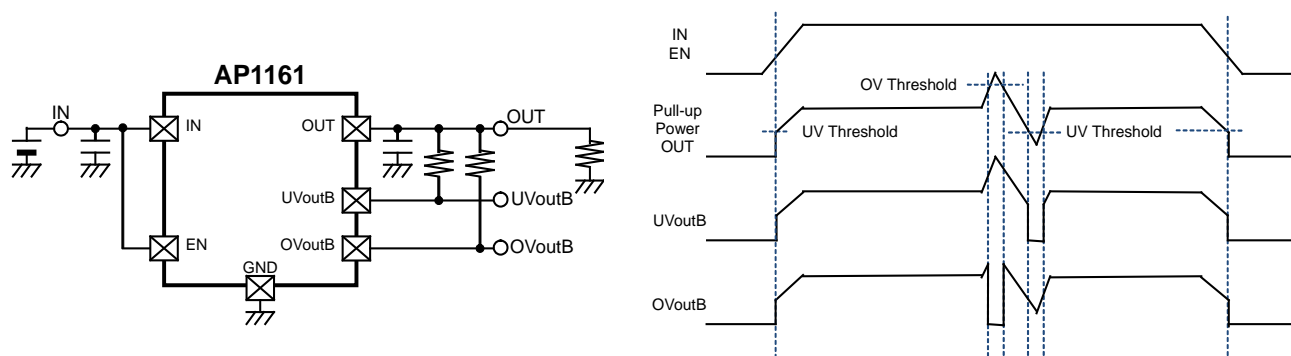 AP1161
IN
IN
OUT
OUT
UVoutB
UVoutB
EN
OVoutB
OVoutB
GND
IN
EN
OV Threshold
Pull-up
Power
OUT
UV Threshold
UV Threshold
UVoutB
OVoutB